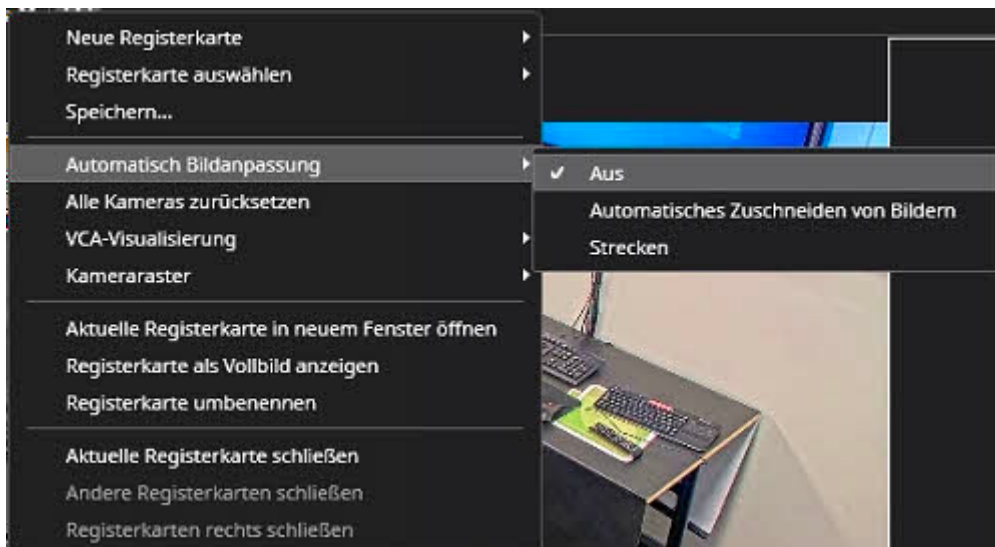 Neue Registerkarte
Registerkarte auswählen
Speichern...
Automatisch Bildanpassung
Aus
Automatisches Zuschneiden von Bildern
Strecken
Alle Kameras zurücksetzen
VCA-Visualisierung
Kameraraster
Aktuelle Registerkarte in neuem Fenster öffnen
Registerkarte als Vollbild anzeigen
Registerkarte umbenennen
Aktuelle Registerkarte schließen
Andere Registerkarten schließen
Registerkarten rechts schließen